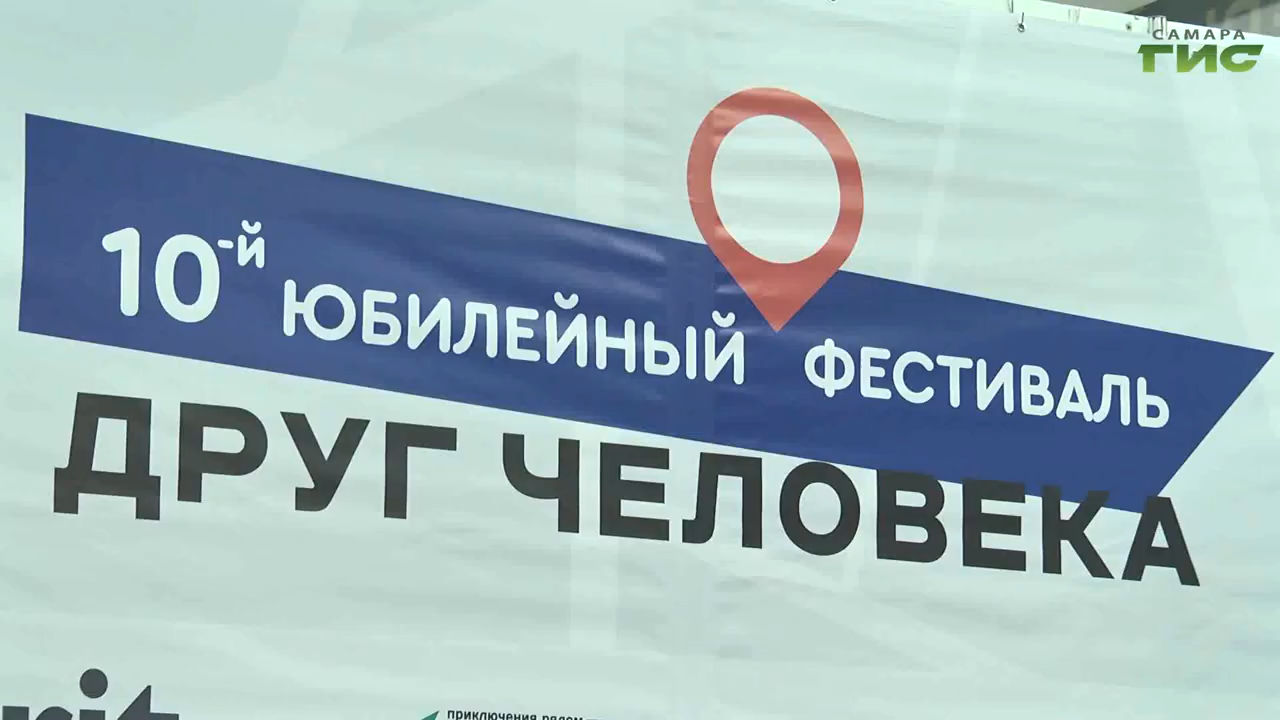 САМАРА
ГИС
10-й ЮБИЛЕЙНЫЙ ФЕСТИВАЛЬ
ДРУГ ЧЕЛОВЕКА
приключения рядом